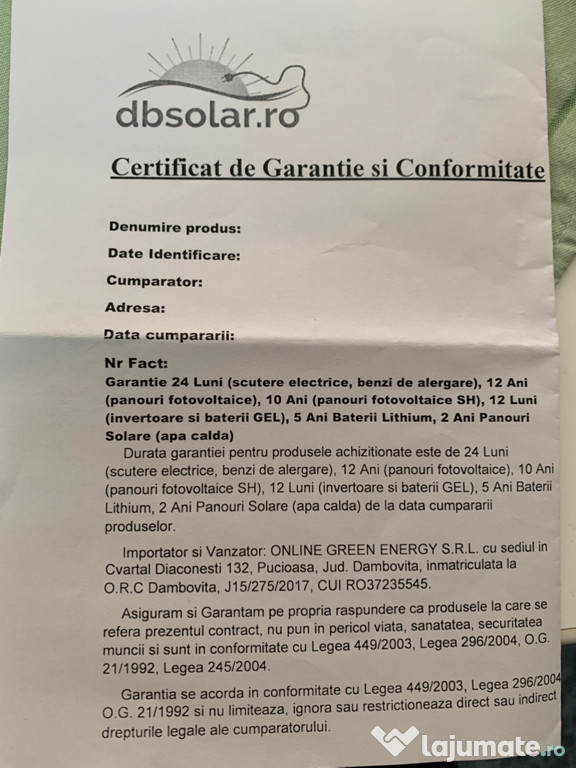 dbsolar.ro
Certificat de Garantie si Conformitate
Denumire produs:
Date Identificare:
Cumparator:
Adresa:
Data cumpararii:
Nr Fact:
Garantie 24 Luni (scutere electrice, benzi de alergare), 12 Ani
(panouri fotovoltaice), 10 Ani (panouri fotovoltaice SH), 12 Luni
(invertoare si baterii GEL), 5 Ani Baterii Lithium, 2 Ani Panouri
Solare (apa calda)
Durata garantiei pentru produsele achizitionate este de 24 Luni
(scutere electrice, benzi de alergare), 12 Ani (panouri fotovoltaice), 10 Ani
(panouri fotovoltaice SH), 12 Luni (invertoare si baterii GEL), 5 Ani Baterii
Lithium, 2 Ani Panouri Solare (apa calda) de la data cumpararii
produselor.
Importator si Vanzator: ONLINE GREEN ENERGY S.R.L. cu sediul in
Cvartal Diaconesti 132, Pucioasa, Jud. Dambovita, inmatriculata la
O.R.C Dambovita, J15/275/2017, CUI RO37235545.
Asiguram si Garantam pe propria raspundere ca produsele la care se
refera prezentul contract, nu pun in pericol viata, sanatatea, securitatea
muncii si sunt in conformitate cu Legea 449/2003, Legea 296/2004, O.G.
21/1992, Legea 245/2004.
Garantia se acorda in conformitate cu Legea 449/2003, Legea 296/2004
O.G. 21/1992 si nu limiteaza, ignora sau restrictioneaza direct sau indirect
drepturile legale ale cumparatorului.
lajumate.ro